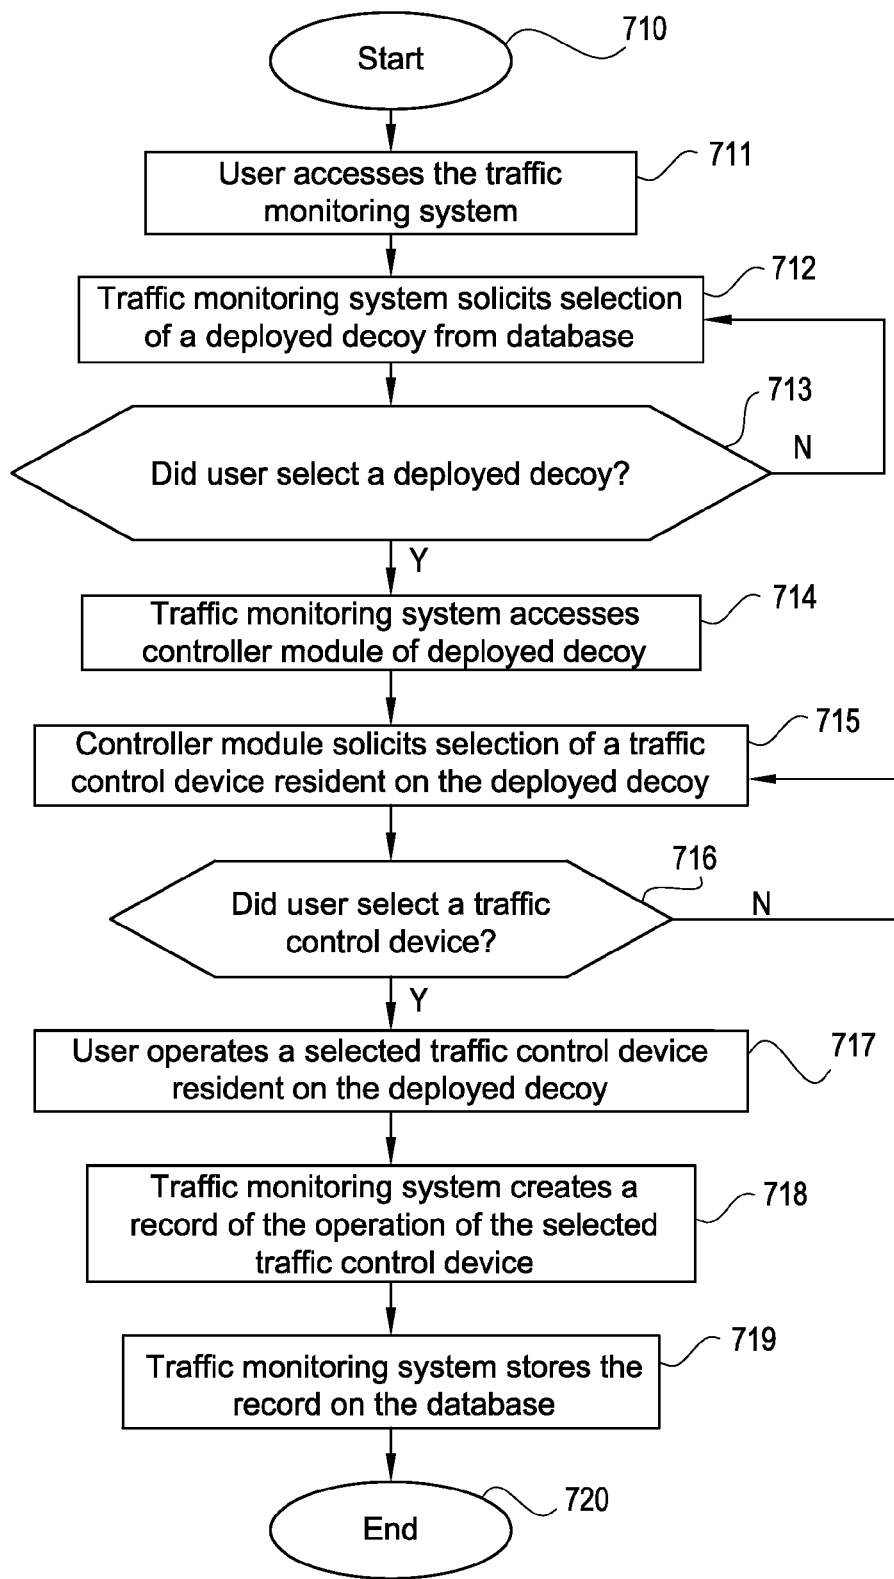 Start
710
User accesses the traffic
monitoring system
711
Traffic monitoring system solicits selection
of a deployed decoy from database
712
713
Did user select a deployed decoy?
N
Y
Traffic monitoring system accesses
controller module of deployed decoy
714
Controller module solicits selection of a traffic
control device resident on the deployed decoy
715
716
Did user select a traffic
control device?
N
Y
User operates a selected traffic control device
resident on the deployed decoy
717
Traffic monitoring system creates a
record of the operation of the selected
traffic control device
718
Traffic monitoring system stores the
record on the database
719
End
720